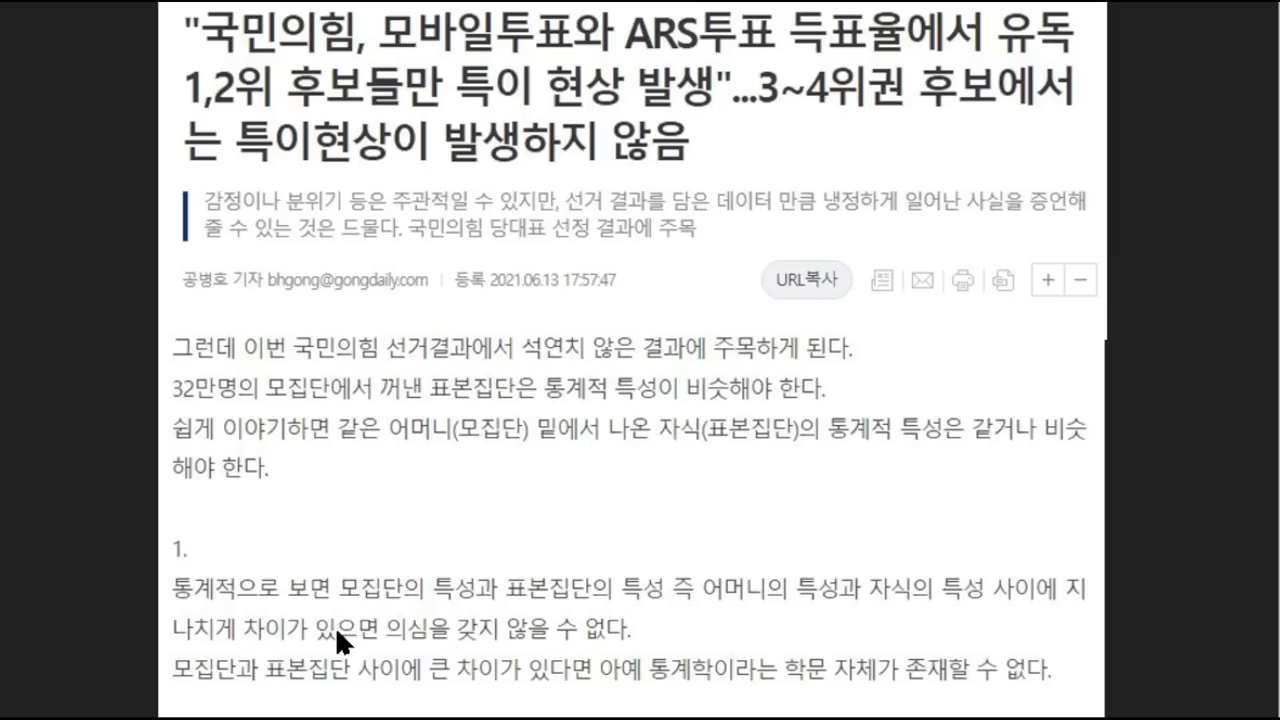 "국민의힘, 모바일투표와 ARS투표 득표율에서 유독
1,2위 후보들만 특이 현상 발생"...3~4위권 후보에서
는 특이현상이 발생하지 않음
감정이나 분위기 등은 주관적일 수 있지만, 선거 결과를 담은 데이터 만큼 냉정하게 일어난 사실을 증언해
줄 수 있는 것은 드물다. 국민의힘 당대표 선정 결과에 주목
공병호 기자 bhgong@gongdaily.com 등록 2021.06.13 17:57:47 URL복사
그런데 이번 국민의힘 선거결과에서 석연치 않은 결과에 주목하게 된다.
32만명의 모집단에서 꺼낸 표본집단은 통계적 특성이 비슷해야 한다.
쉽게 이야기하면 같은 어머니(모집단) 밑에서 나온 자식(표본집단)의 통계적 특성은 같거나 비슷
해야 한다.
1.
통계적으로 보면 모집단의 특성과 표본집단의 특성 즉 어머니의 특성과 자식의 특성 사이에 지
나치게 차이가 있으면 의심을 갖지 않을 수 없다.
모집단과 표본집단 사이에 큰 차이가 있다면 아예 통계학이라는 학문 자체가 존재할 수 없다.